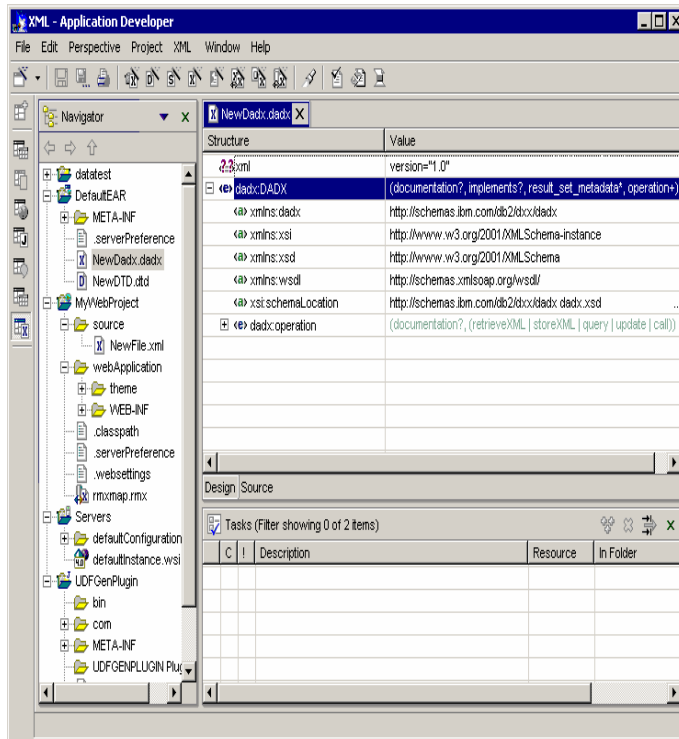 XML - Application Developer
File Edit Perspective Project XML Window Help
Navigator
datatest
DefaultEAR
META-INF
.serverPreference
NewDadx.dadx
NewDTD.dtd
MyWebProject
source
NewFile.xml
webApplication
theme
WEB-INF
.classpath
.serverPreference
.websettings
rmxmap.rmx
Servers
defaultConfiguration
defaultInstance.wsi
UDFGenPlugin
bin
com
META-INF
UDFGENPLUGIN Plug
NewDadx.dadx
Structure Value
?-?xml version="1.0"
<e> dadx:DADX (documentation?, implements?, result_set_metadata*, operation+)
<a> xmlns:dadx http://schemas.ibm.com/db2/dxx/dadx
<a> xmlns:xsi http://www.w3.org/2001/XMLSchema-instance
<a> xmlns:xsd http://www.w3.org/2001/XMLSchema
<a> xmlns:wsdl http://schemas.xmlsoap.org/wsdl/
<a> xsi:schemaLocation http://schemas.ibm.com/db2/dxx/dadx dadx.xsd ...
<e> dadx:operation (documentation?, (retrieveXML | storeXML | query | update | call))
Design Source
Tasks (Filter showing 0 of 2 items)
C ! Description Resource In Folder